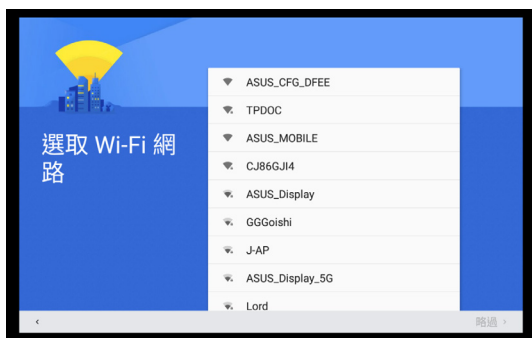 選取 Wi-Fi 網
路
ASUS_CFG_DFEE
TPDOC
ASUS_MOBILE
CJ86GJI4
ASUS_Display
GGGoishi
J-AP
ASUS_Display_5G
Lord
略過